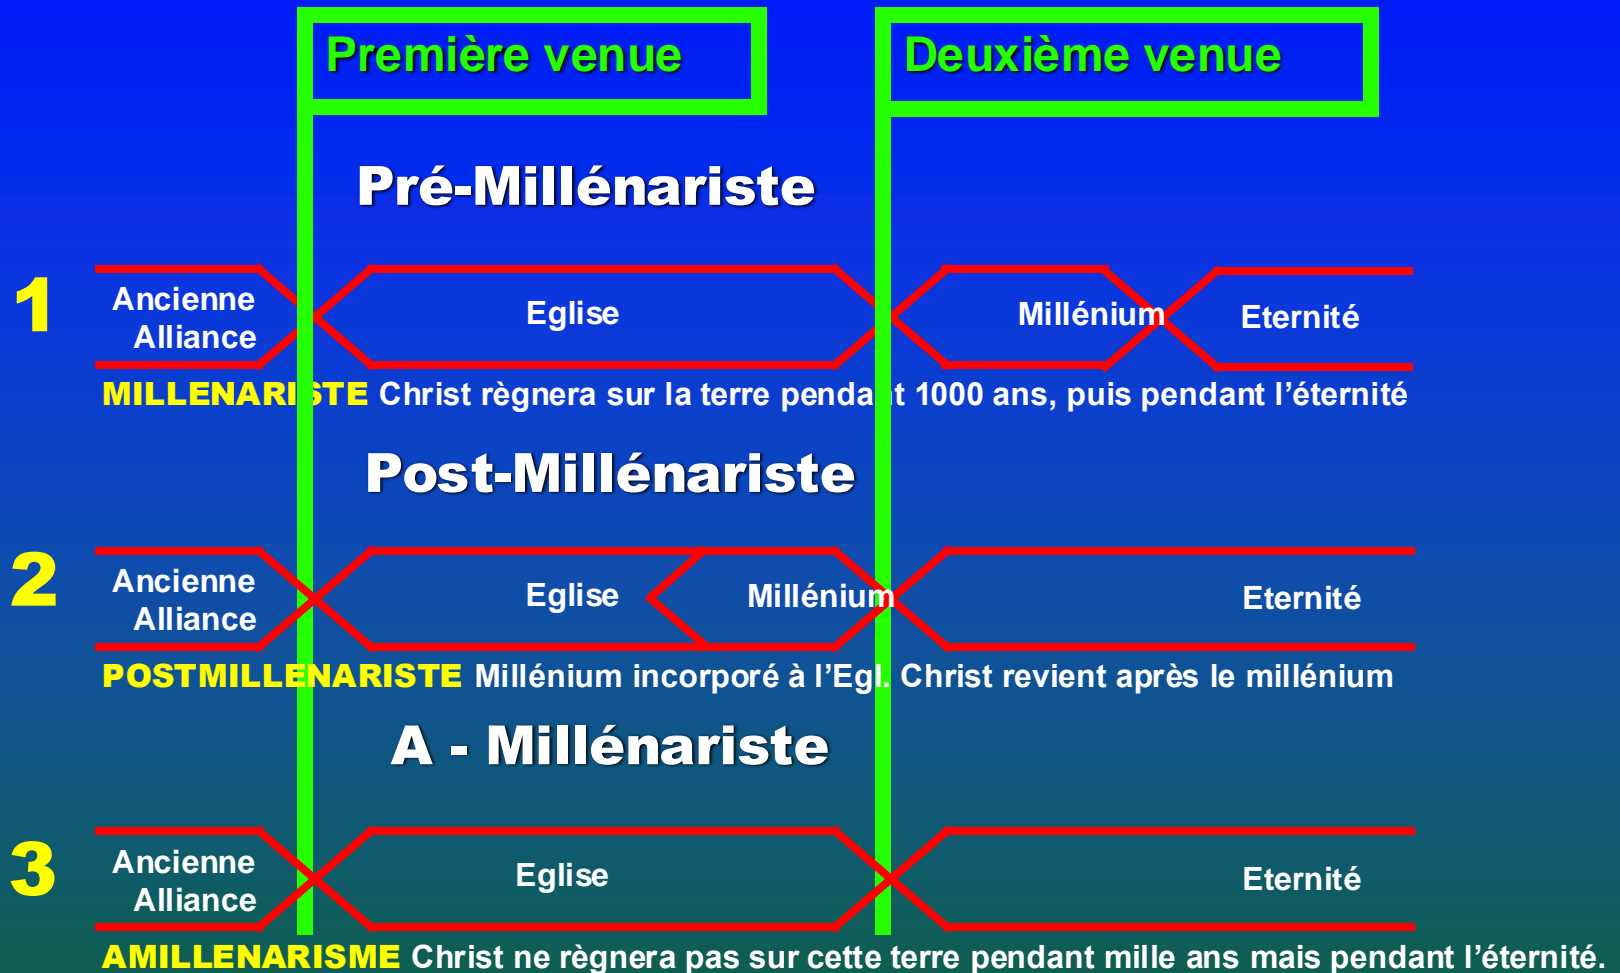 Première venue
Deuxième venue
Pré-Millénariste
1
Ancienne
Alliance
Eglise
Millénium
Eternité
MILLENARISTE Christ règnera sur la terre pendant 1000 ans, puis pendant l’éternité
Post-Millénariste
2
Ancienne
Alliance
Eglise
Millénium
Eternité
POSTMILLENARISTE Millénium incorporé à l’Egl. Christ revient après le millénium
A - Millénariste
3
Ancienne
Alliance
Eglise
Eternité
AMILLENARISME Christ ne règnera pas sur cette terre pendant mille ans mais pendant l’éternité.